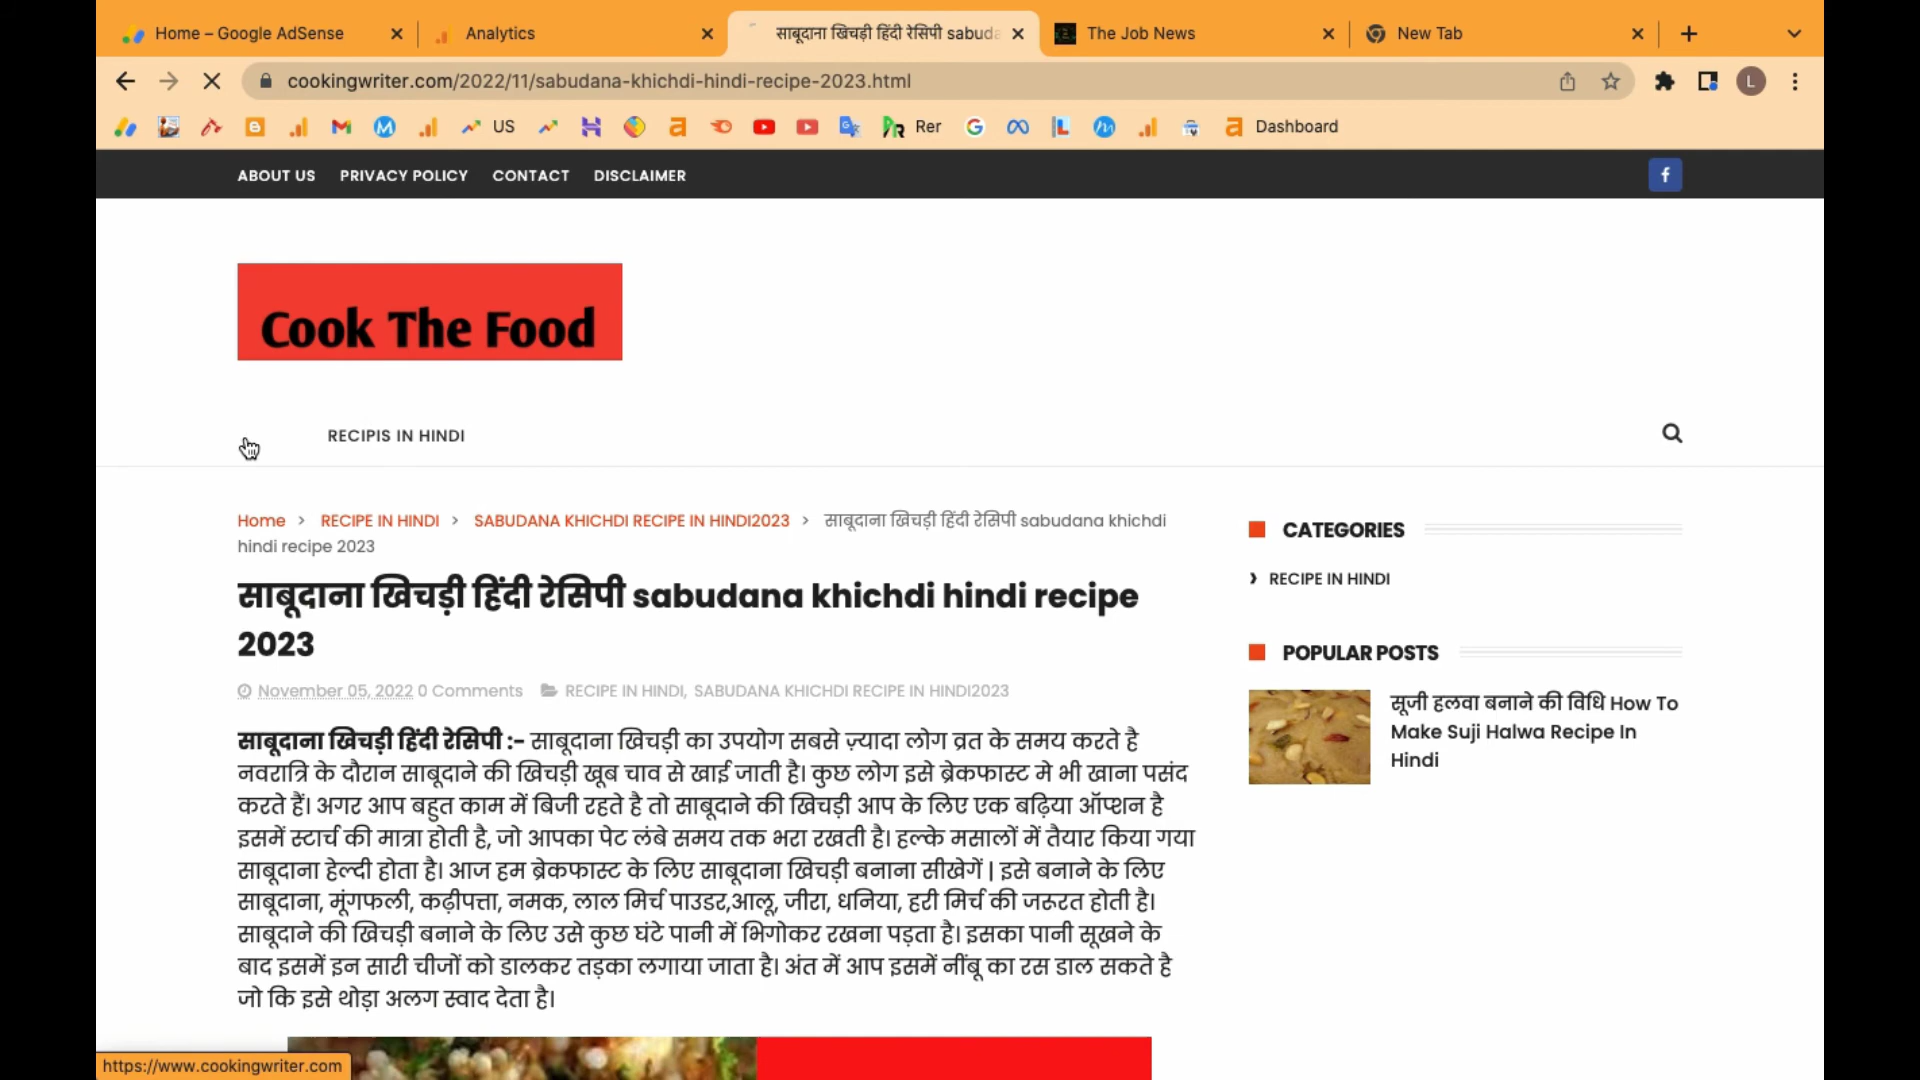 Home – Google AdSense
Analytics
साबूदाना खिचड़ी हिंदी रेसिपी sabuda
The Job News
New Tab
cookingwriter.com/2022/11/sabudana-khichdi-hindi-recipe-2023.html
L
US
Rer
Dashboard
ABOUT US PRIVACY POLICY CONTACT DISCLAIMER
Cook The Food
RECIPIS IN HINDI
Home > RECIPE IN HINDI > SABUDANA KHICHDI RECIPE IN HINDI2023 > साबूदाना खिचड़ी हिंदी रेसिपी sabudana khichdi
hindi recipe 2023
साबूदाना खिचड़ी हिंदी रेसिपी sabudana khichdi hindi recipe
2023
November 05, 2022 0 Comments RECIPE IN HINDI, SABUDANA KHICHDI RECIPE IN HINDI2023
साबूदाना खिचड़ी हिंदी रेसिपी :- साबूदाना खिचड़ी का उपयोग सबसे ज़्यादा लोग व्रत के समय करते है
नवरात्रि के दौरान साबूदाने की खिचड़ी खूब चाव से खाई जाती है। कुछ लोग इसे ब्रेकफास्ट मे भी खाना पसंद
करते हैं। अगर आप बहुत काम में बिजी रहते है तो साबूदाने की खिचड़ी आप के लिए एक बढ़िया ऑप्शन है
इसमें स्टार्च की मात्रा होती है, जो आपका पेट लंबे समय तक भरा रखती है। हल्के मसालों में तैयार किया गया
साबूदाना हेल्दी होता है। आज हम ब्रेकफास्ट के लिए साबूदाना खिचड़ी बनाना सीखेगें | इसे बनाने के लिए
साबूदाना, मूंगफली, कढ़ीपत्ता, नमक, लाल मिर्च पाउडर,आलू, जीरा, धनिया, हरी मिर्च की जरूरत होती है।
साबूदाने की खिचड़ी बनाने के लिए उसे कुछ घंटे पानी में भिगोकर रखना पड़ता है। इसका पानी सूखने के
बाद इसमें इन सारी चीजों को डालकर तड़का लगाया जाता है। अंत में आप इसमें नींबू का रस डाल सकते है
जो कि इसे थोड़ा अलग स्वाद देता है।
CATEGORIES
RECIPE IN HINDI
POPULAR POSTS
सूजी हलवा बनाने की विधि How To
Make Suji Halwa Recipe In
Hindi
https://www.cookingwriter.com